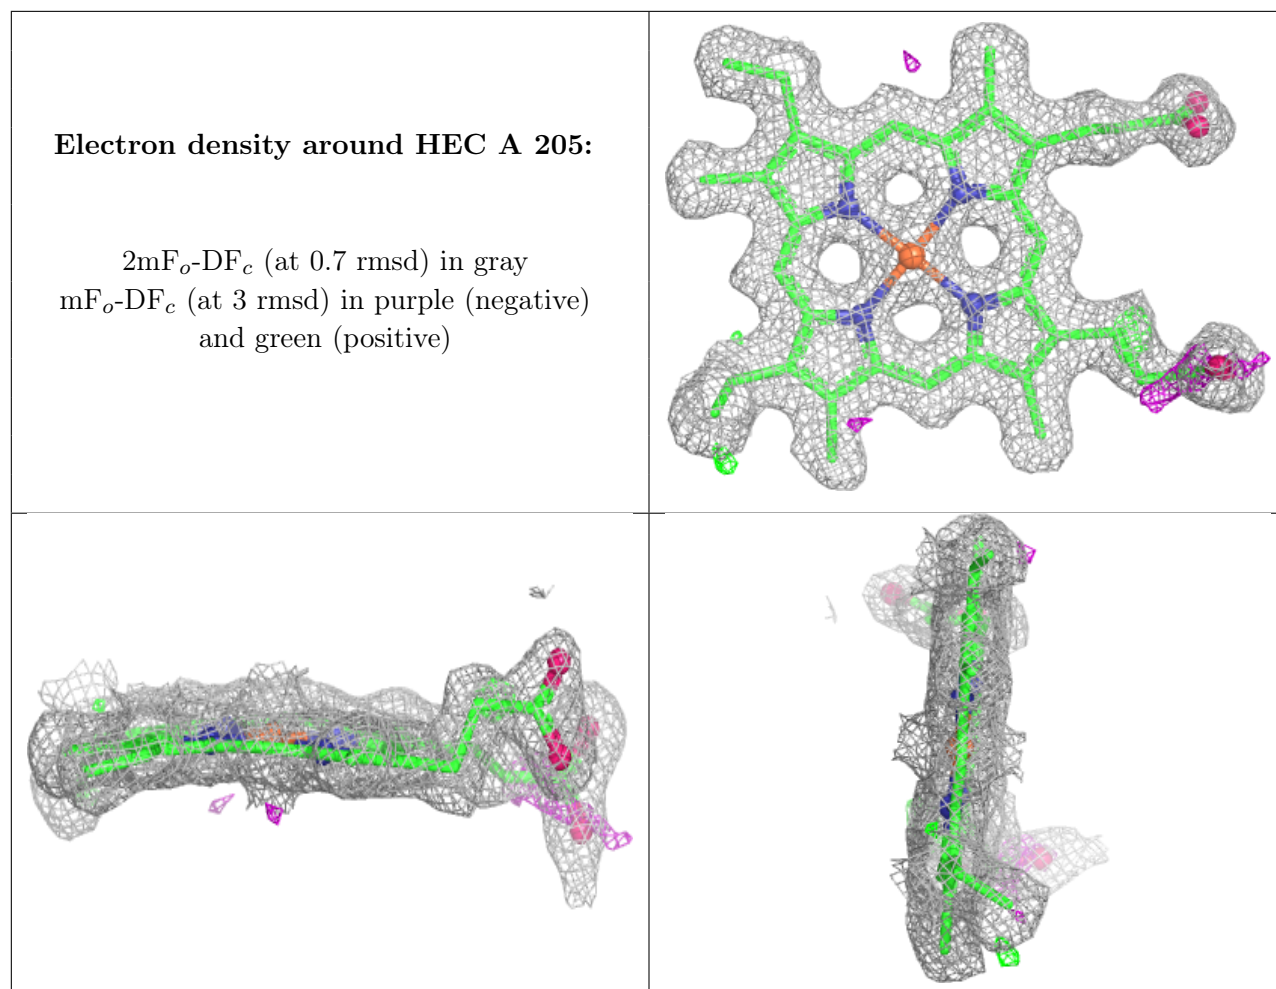 Electron density around HEC A 205:
2mFo-DFc (at 0.7 rmsd) in gray
mFo-DFc (at 3 rmsd) in purple (negative)
and green (positive)